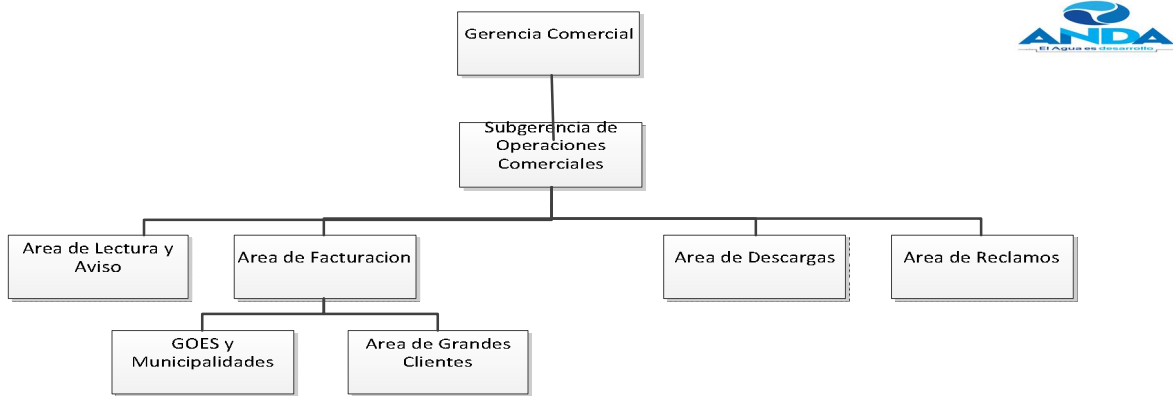 Gerencia Comercial
ANDA
El Agua es desarrollo
Subgerencia de
Operaciones
Comerciales
Area de Lectura y
Aviso
Area de Facturacion
Area de Descargas
Area de Reclamos
GOES y
Municipalidades
Area de Grandes
Clientes